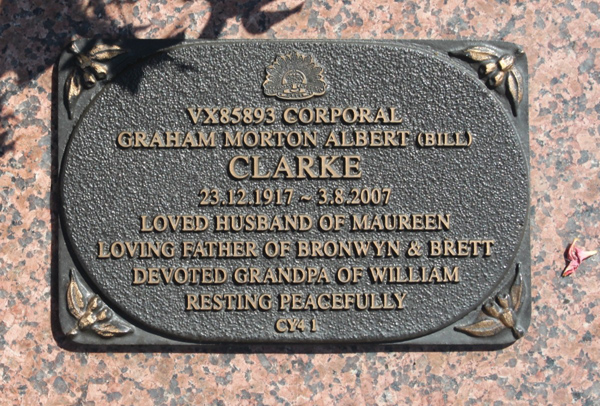 VX85893 CORPORAL
GRAHAM MORTON ALBERT (BILL)
CLARKE
23.12.1917 ~ 3.8.2007
LOVED HUSBAND OF MAUREEN
LOVING FATHER OF BRONWYN & BRETT
DEVOTED GRANDPA OF WILLIAM
RESTING PEACEFULLY
CY4 1